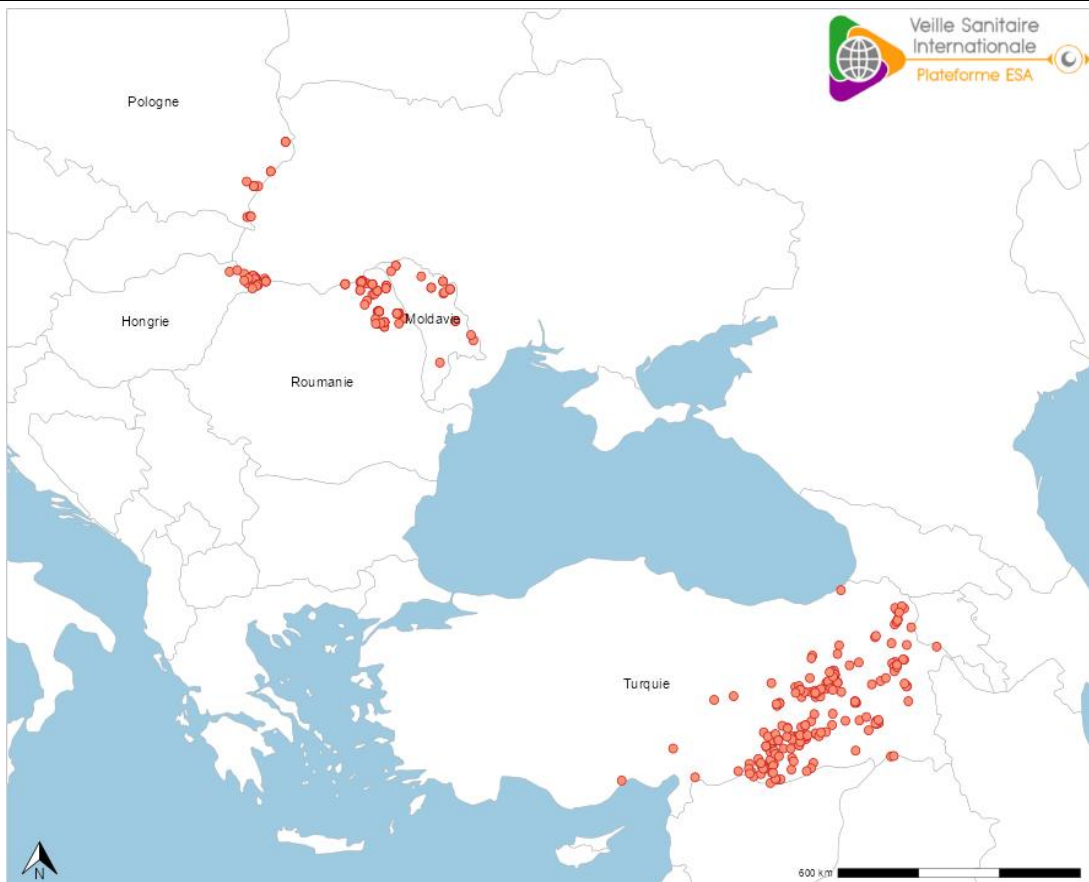 Veille Sanitaire
Internationale
Plateforme ESA
Pologne
Hongrie
Moldavie
Roumanie
Turquie
N
600 km